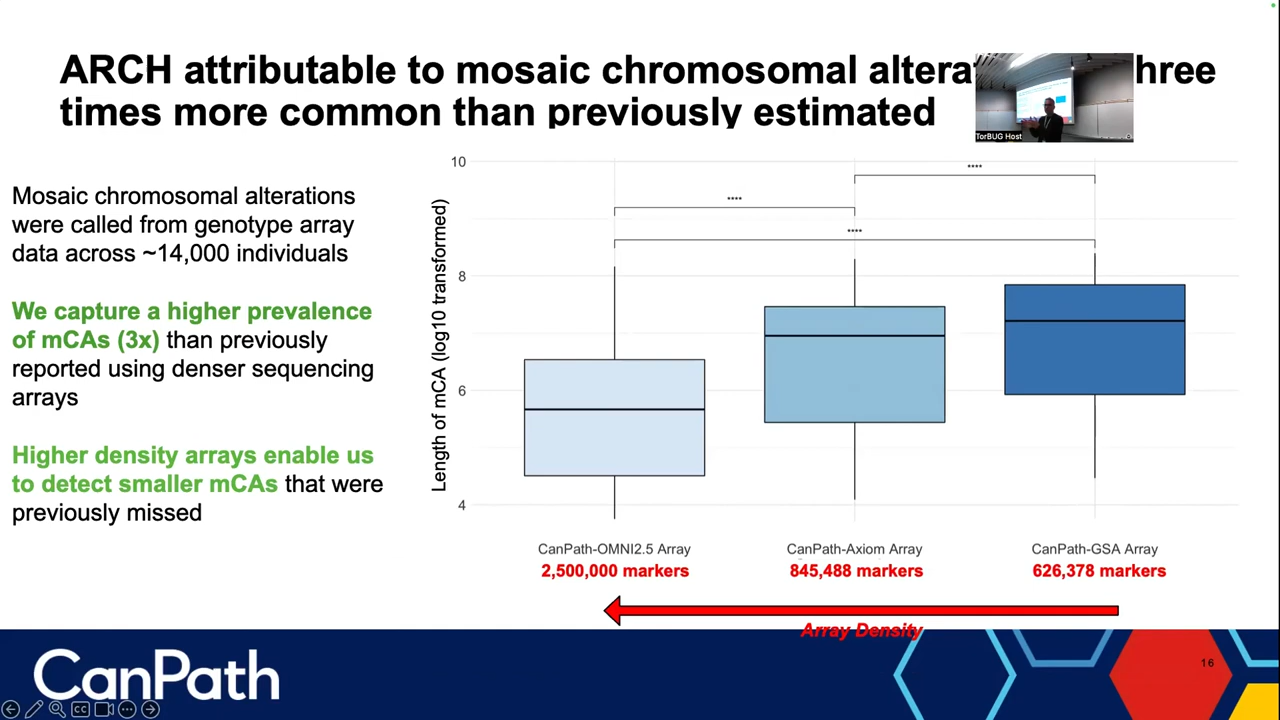 ARCH attributable to mosaic chromosomal altera hree
times more common than previously estimated
TorBUG Host
Mosaic chromosomal alterations
were called from genotype array
data across ~14,000 individuals
We capture a higher prevalence
of mCAs (3x) than previously
reported using denser sequencing
arrays
Higher density arrays enable us
to detect smaller mCAs that were
previously missed
Length of mCA (log10 transformed)
10
8
6
4
****
****
****
CanPath-OMNI2.5 Array
2,500,000 markers
CanPath-Axiom Array
845,488 markers
CanPath-GSA Array
626,378 markers
Array Density
CanPath
16
CC